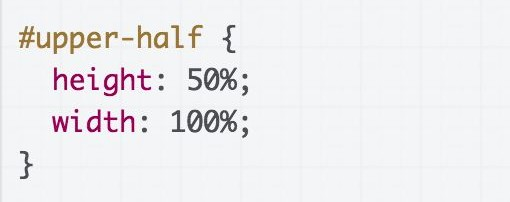 #upper-half {
  height: 50%;
  width: 100%;
}